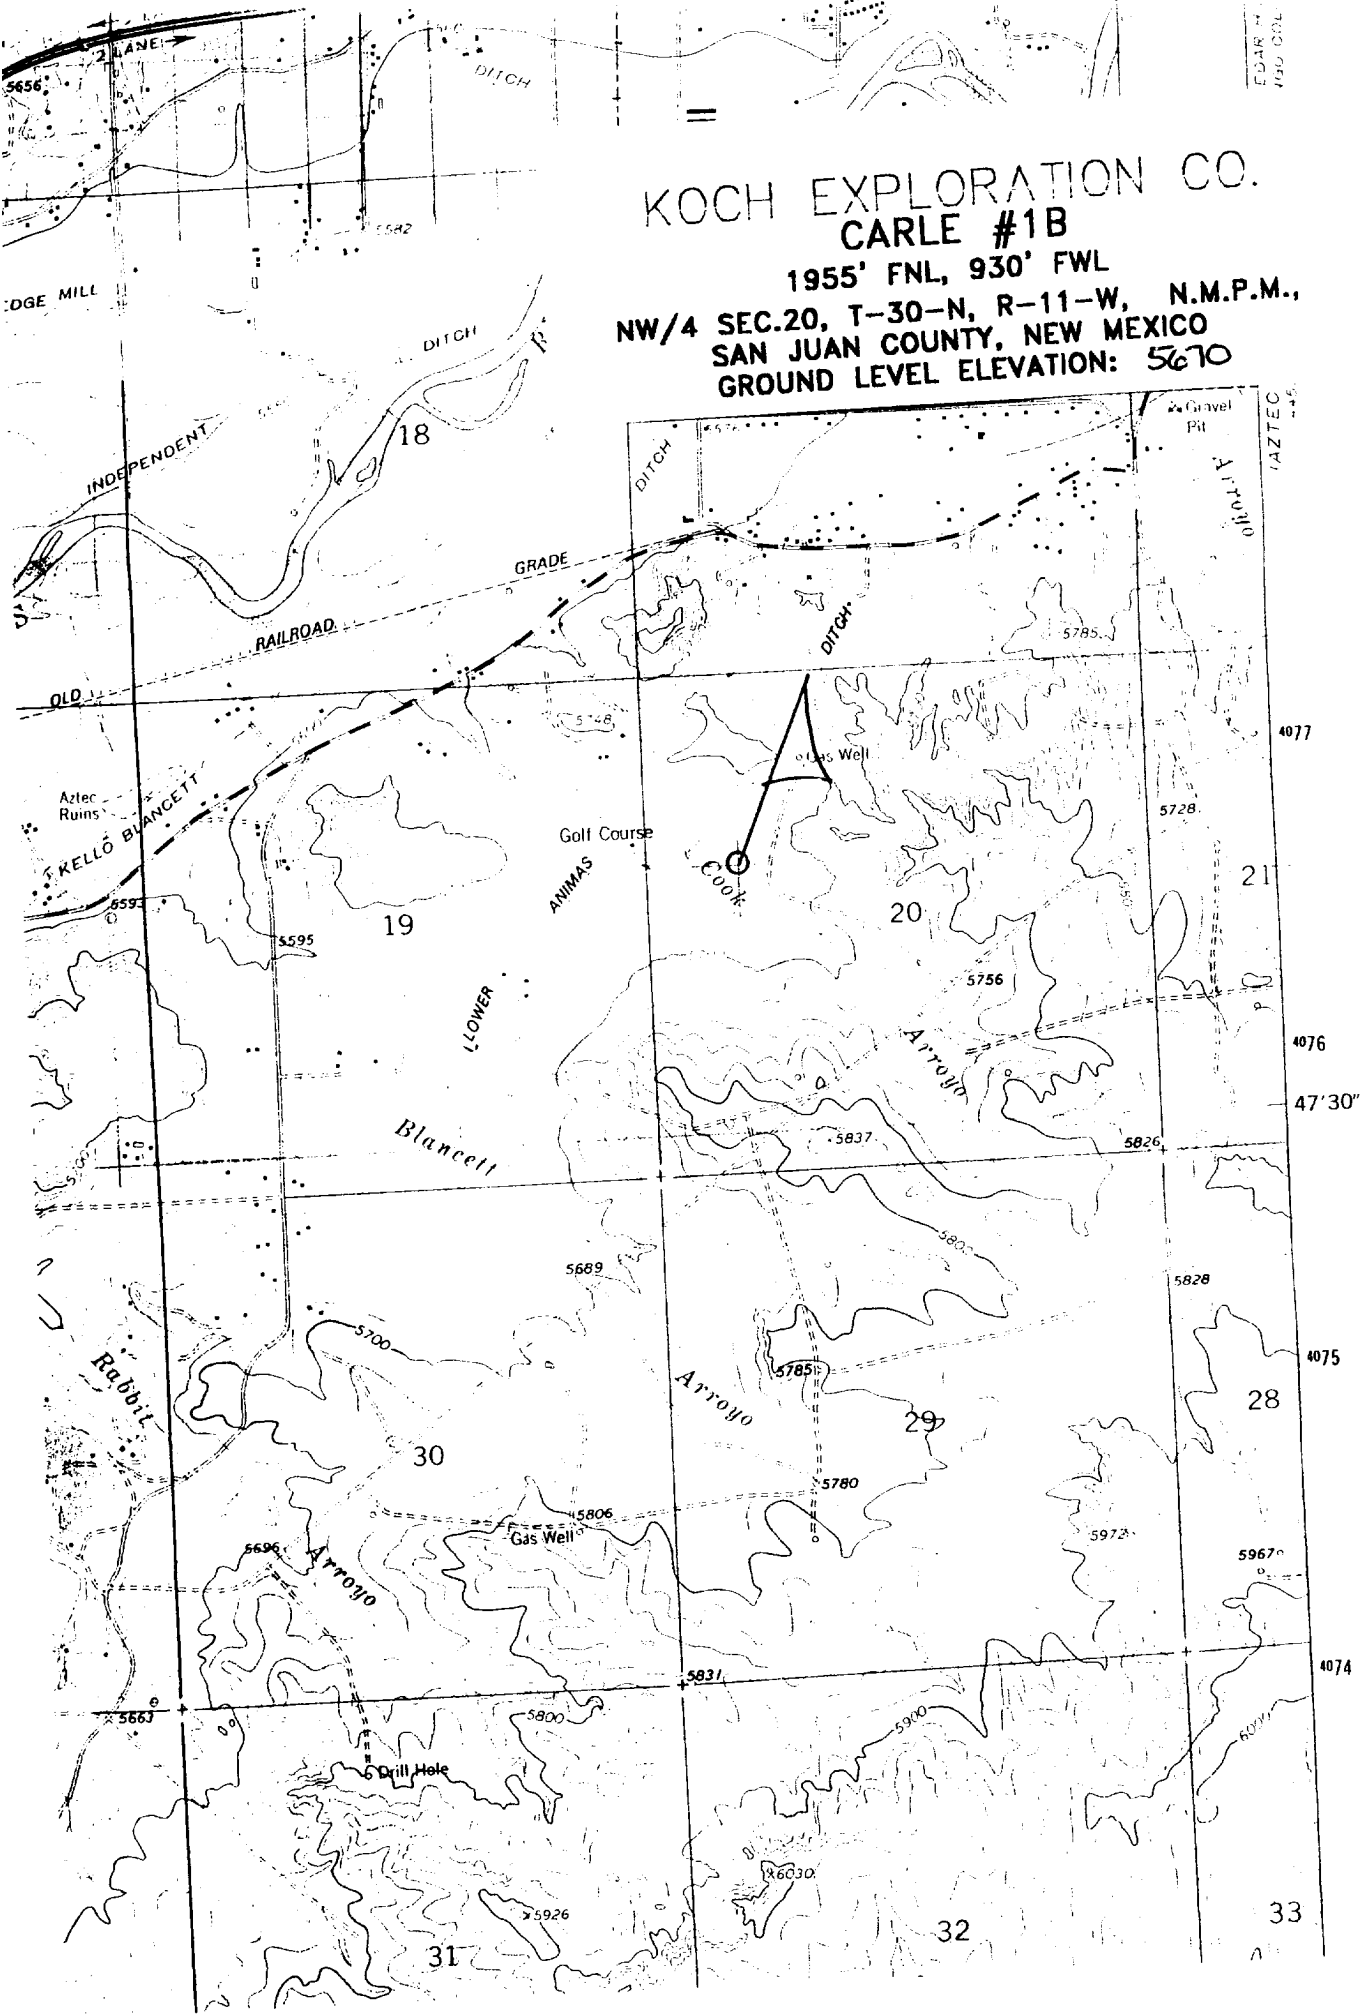 2 LANE
5656
DITCH
KOCH EXPLORATION CO.
CARLE #1B
1955' FNL, 930' FWL
NW/4 SEC.20, T-30-N, R-11-W, N.M.P.M.,
SAN JUAN COUNTY, NEW MEXICO
GROUND LEVEL ELEVATION: 5670
5582
EDGE MILL
DITCH
R
18
INDEPENDENT
DITCH
Gravel
Pit
(AZTEC
Arroyo
GRADE
RAILROAD
OLD
DITCH
5785
5748
4077
Gas Well
Aztec
Ruins
KELLO BLANCETT
5728
Golf Course
ANIMAS
Cook
21
5593
19
20
5595
5756
LOWER
Arroyo
4076
47'30"
Blancett
5837
5826
5689
5828
5700
Rabbit
5785
4075
Arroyo
28
29
30
5780
5806
Gas Well
5972
5696
Arroyo
5967
5831
4074
5663
5800
5900
Drill Hole
6030
5926
31
32
33